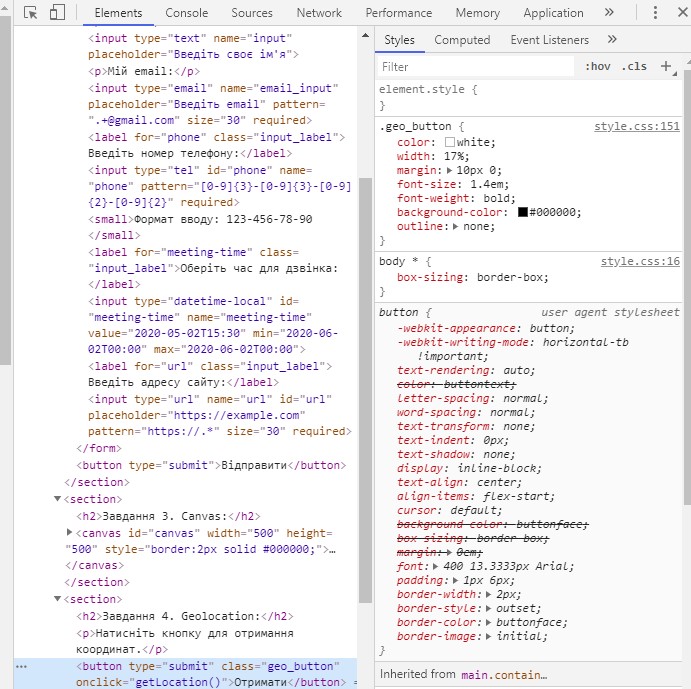 Elements Console Sources Network Performance Memory Application »
<input type="text" name="input"
placeholder="Введіть своє ім'я">
<p>Мій email:</p>
<input type="email" name="email_input"
placeholder="Введіть email" pattern=
".+@gmail.com" size="30" required>
<label for="phone" class="input_label">
Введіть номер телефону:</label>
<input type="tel" id="phone" name=
"phone" pattern="[0-9]{3}-[0-9]{3}-[0-9]
{2}-[0-9]{2}" required>
<small>Формат вводу: 123-456-78-90
</small>
<label for="meeting-time" class=
"input_label">Оберіть час для дзвінка:
</label>
<input type="datetime-local" id=
"meeting-time" name="meeting-time"
value="2020-05-02T15:30" min="2020-06-
02T00:00" max="2020-06-02T00:00">
<label for="url" class="input_label">
Введіть адресу сайту:</label>
<input type="url" name="url" id="url"
placeholder="https://example.com"
pattern="https://.*" size="30" required>
</form>
<button type="submit">Відправити</button>
</section>
<section>
<h2>Завдання 3. Canvas:</h2>
<canvas id="canvas" width="500" height=
"500" style="border:2px solid #000000;">…
</canvas>
</section>
<section>
<h2>Завдання 4. Geolocation:</h2>
<p>Натисніть кнопку для отримання
координат.</p>
<button type="submit" class="geo_button"
onclick="getLocation()">Отримати</button> =
Styles Computed Event Listeners »
Filter :hov .cls +
element.style {
}
.geo_button { style.css:151
color: white;
width: 17%;
margin: 10px 0;
font-size: 1.4em;
font-weight: bold;
background-color: #000000;
outline: none;
}
body * { style.css:16
box-sizing: border-box;
}
button { user agent stylesheet
-webkit-appearance: button;
-webkit-writing-mode: horizontal-tb
!important;
text-rendering: auto;
color: buttontext;
letter-spacing: normal;
word-spacing: normal;
text-transform: none;
text-indent: 0px;
text-shadow: none;
display: inline-block;
text-align: center;
align-items: flex-start;
cursor: default;
background-color: buttonface;
box-sizing: border-box;
margin: 0em;
font: 400 13.3333px Arial;
padding: 1px 6px;
border-width: 2px;
border-style: outset;
border-color: buttonface;
border-image: initial;
}
Inherited from main.contain…